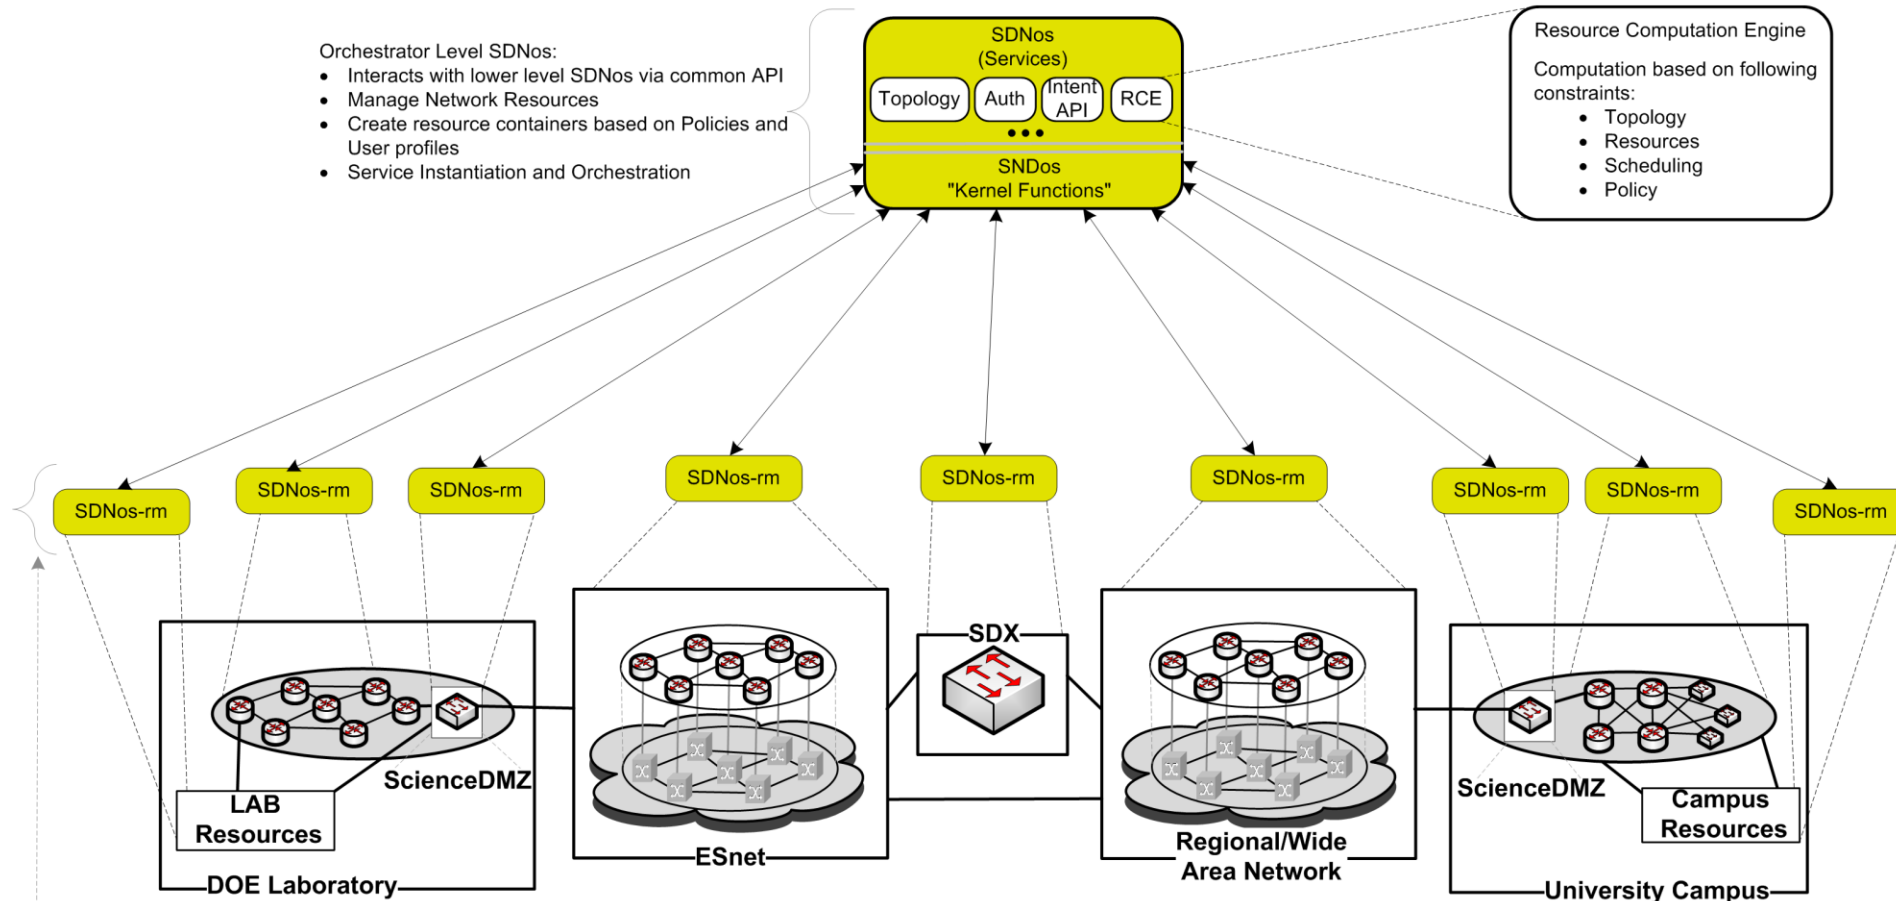 Orchestrator Level SDNos:
• Interacts with lower level SDNos via common API
• Manage Network Resources
• Create resource containers based on Policies and
User profiles
• Service Instantiation and Orchestration
SDNos
(Services)
Topology
Auth
Intent
API
RCE
•••
SNDos
"Kernel Functions"
Resource Computation Engine
Computation based on following
constraints:
• Topology
• Resources
• Scheduling
• Policy
SDNos-rm
SDNos-rm
SDNos-rm
SDNos-rm
SDNos-rm
SDNos-rm
SDNos-rm
SDNos-rm
SDNos-rm
SDX
ScienceDMZ
LAB
Resources
DOE Laboratory
ESnet
Regional/Wide
Area Network
ScienceDMZ
Campus
Resources
University Campus